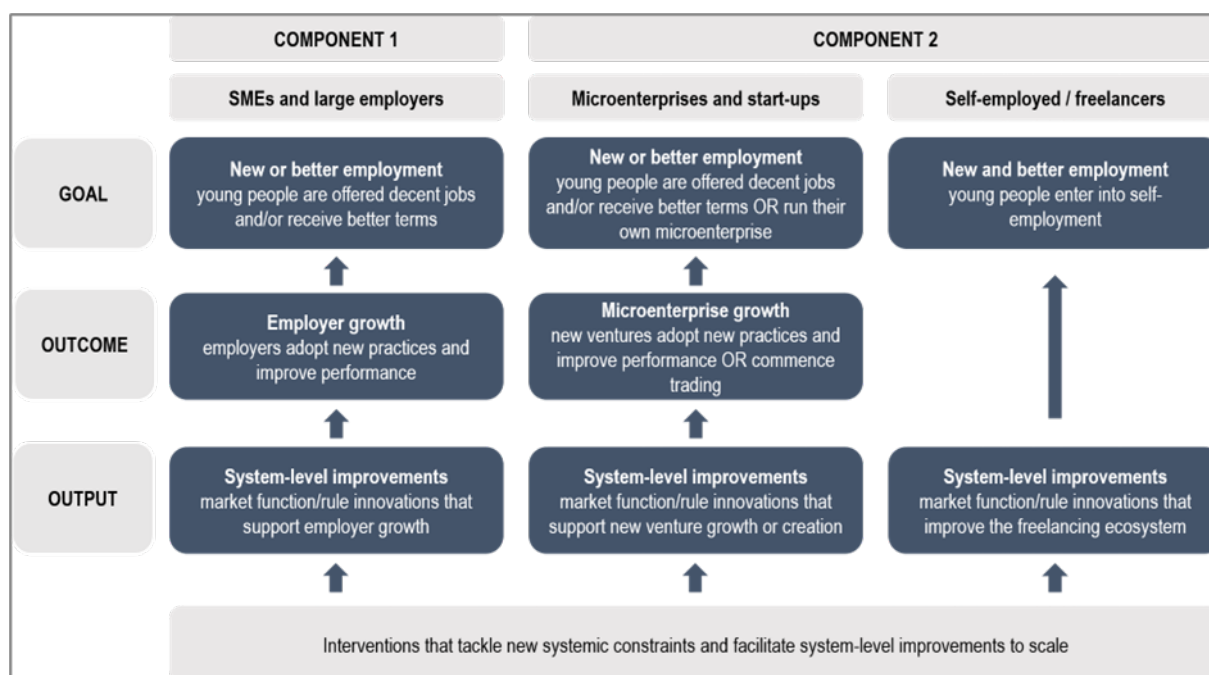 COMPONENT 1
COMPONENT 2
SMEs and large employers
Microenterprises and start-ups
Self-employed / freelancers
GOAL
New or better employment
young people are offered decent jobs
and/or receive better terms
New or better employment
young people are offered decent jobs
and/or receive better terms OR run their
own microenterprise
New and better employment
young people enter into self-
employment
OUTCOME
Employer growth
employers adopt new practices and
improve performance
Microenterprise growth
new ventures adopt new practices and
improve performance OR commence
trading
OUTPUT
System-level improvements
market function/rule innovations that
support employer growth
System-level improvements
market function/rule innovations that
support new venture growth or creation
System-level improvements
market function/rule innovations that
improve the freelancing ecosystem
Interventions that tackle new systemic constraints and facilitate system-level improvements to scale